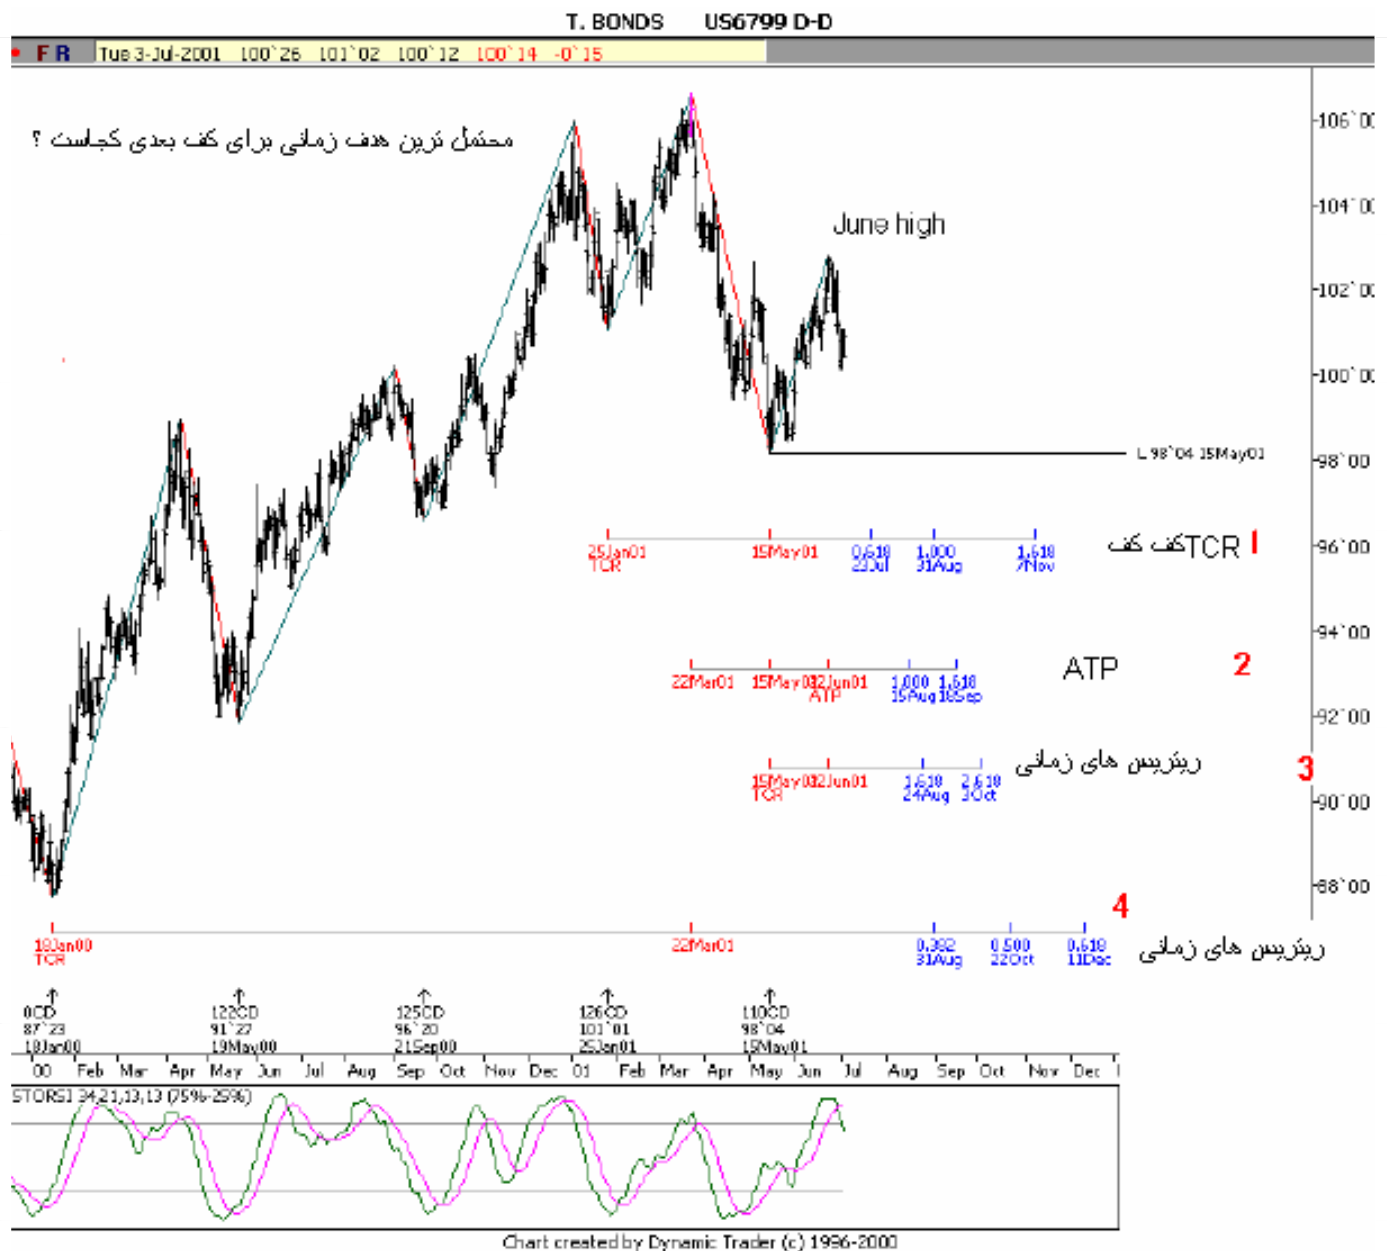 T. BONDS US6799 D-D
F R Tue 3-Jul-2001 100`26 101`02 100`12 100`14 -0`15
محتمل ترین هدف زمانی برای کف بعدی کجاست ؟
June high
106`00
104`00
102`00
100`00
98`00
96`00
94`00
92`00
90`00
88`00
L 98`04 15May01
25Jan01 15May01 0.618 1.000 1.618
TCR 23Jul 31Aug 7Nov
کف کف TCR 1
22Mar01 15May01 12Jun01 1.000 1.618
ATP 15Aug 18Sep
ATP 2
ریتریس های زمانی 3
15May01 12Jun01 1.618 2.618
TCR 24Aug 3Oct
4
18Jan00 22Mar01 0.382 0.500 0.618
TCR 31Aug 22Oct 11Dec
ریتریس های زمانی
0CD 122CD 125CD 126CD 110CD
87`23 91`27 96`20 101`01 98`04
18Jan00 19May00 21Sep00 25Jan01 15May01
00 Feb Mar Apr May Jun Jul Aug Sep Oct Nov Dec 01 Feb Mar Apr May Jun Jul Aug Sep Oct Nov Dec
STORSI 34,21,13,13 (75%-25%)
Chart created by Dynamic Trader (c) 1996-2000